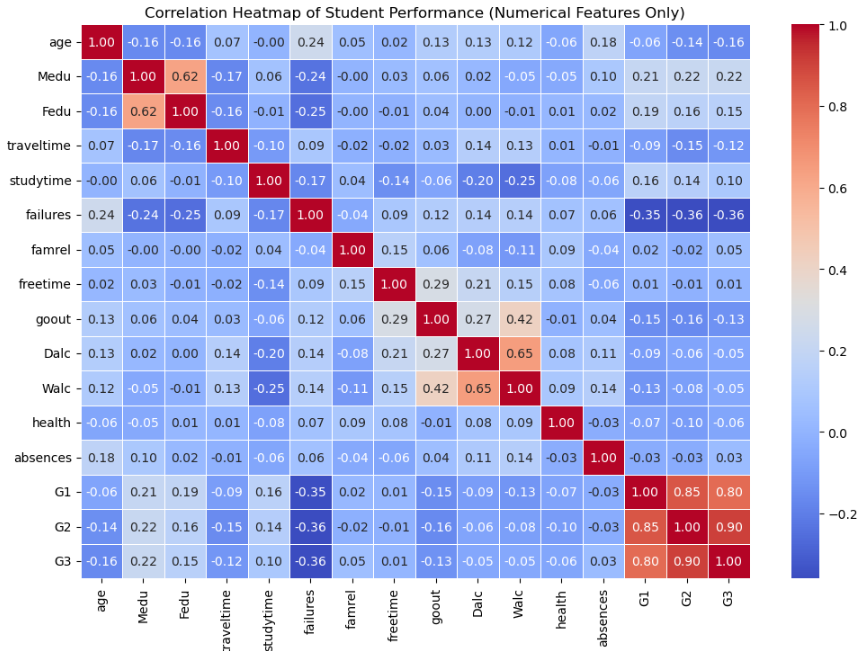 Correlation Heatmap of Student Performance (Numerical Features Only)
age 1.00 -0.16 -0.16 0.07 -0.00 0.24 0.05 0.02 0.13 0.13 0.12 -0.06 0.18 -0.06 -0.14 -0.16
Medu -0.16 1.00 0.62 -0.17 0.06 -0.24 -0.00 0.03 0.06 0.02 -0.05 -0.05 0.10 0.21 0.22 0.22
Fedu -0.16 0.62 1.00 -0.16 -0.01 -0.25 -0.00 -0.01 0.04 0.00 -0.01 0.01 0.02 0.19 0.16 0.15
traveltime 0.07 -0.17 -0.16 1.00 -0.10 0.09 -0.02 -0.02 0.03 0.14 0.13 0.01 -0.01 -0.09 -0.15 -0.12
studytime -0.00 0.06 -0.01 -0.10 1.00 -0.17 0.04 -0.14 -0.06 -0.20 -0.25 -0.08 -0.06 0.16 0.14 0.10
failures 0.24 -0.24 -0.25 0.09 -0.17 1.00 -0.04 0.09 0.12 0.14 0.14 0.07 0.06 -0.35 -0.36 -0.36
famrel 0.05 -0.00 -0.00 -0.02 0.04 -0.04 1.00 0.15 0.06 -0.08 -0.11 0.09 -0.04 0.02 -0.02 0.05
freetime 0.02 0.03 -0.01 -0.02 -0.14 0.09 0.15 1.00 0.29 0.21 0.15 0.08 -0.06 0.01 -0.01 0.01
goout 0.13 0.06 0.04 0.03 -0.06 0.12 0.06 0.29 1.00 0.27 0.42 -0.01 0.04 -0.15 -0.16 -0.13
Dalc 0.13 0.02 0.00 0.14 -0.20 0.14 -0.08 0.21 0.27 1.00 0.65 0.08 0.11 -0.09 -0.06 -0.05
Walc 0.12 -0.05 -0.01 0.13 -0.25 0.14 -0.11 0.15 0.42 0.65 1.00 0.09 0.14 -0.13 -0.08 -0.05
health -0.06 -0.05 0.01 0.01 -0.08 0.07 0.09 0.08 -0.01 0.08 0.09 1.00 -0.03 -0.07 -0.10 -0.06
absences 0.18 0.10 0.02 -0.01 -0.06 0.06 -0.04 -0.06 0.04 0.11 0.14 -0.03 1.00 -0.03 -0.03 0.03
G1 -0.06 0.21 0.19 -0.09 0.16 -0.35 0.02 0.01 -0.15 -0.09 -0.13 -0.07 -0.03 1.00 0.85 0.80
G2 -0.14 0.22 0.16 -0.15 0.14 -0.36 -0.02 -0.01 -0.16 -0.06 -0.08 -0.10 -0.03 0.85 1.00 0.90
G3 -0.16 0.22 0.15 -0.12 0.10 -0.36 0.05 0.01 -0.13 -0.05 -0.05 -0.06 0.03 0.80 0.90 1.00
age Medu Fedu traveltime studytime failures famrel freetime goout Dalc Walc health absences G1 G2 G3
1.0
0.8
0.6
0.4
0.2
0.0
-0.2